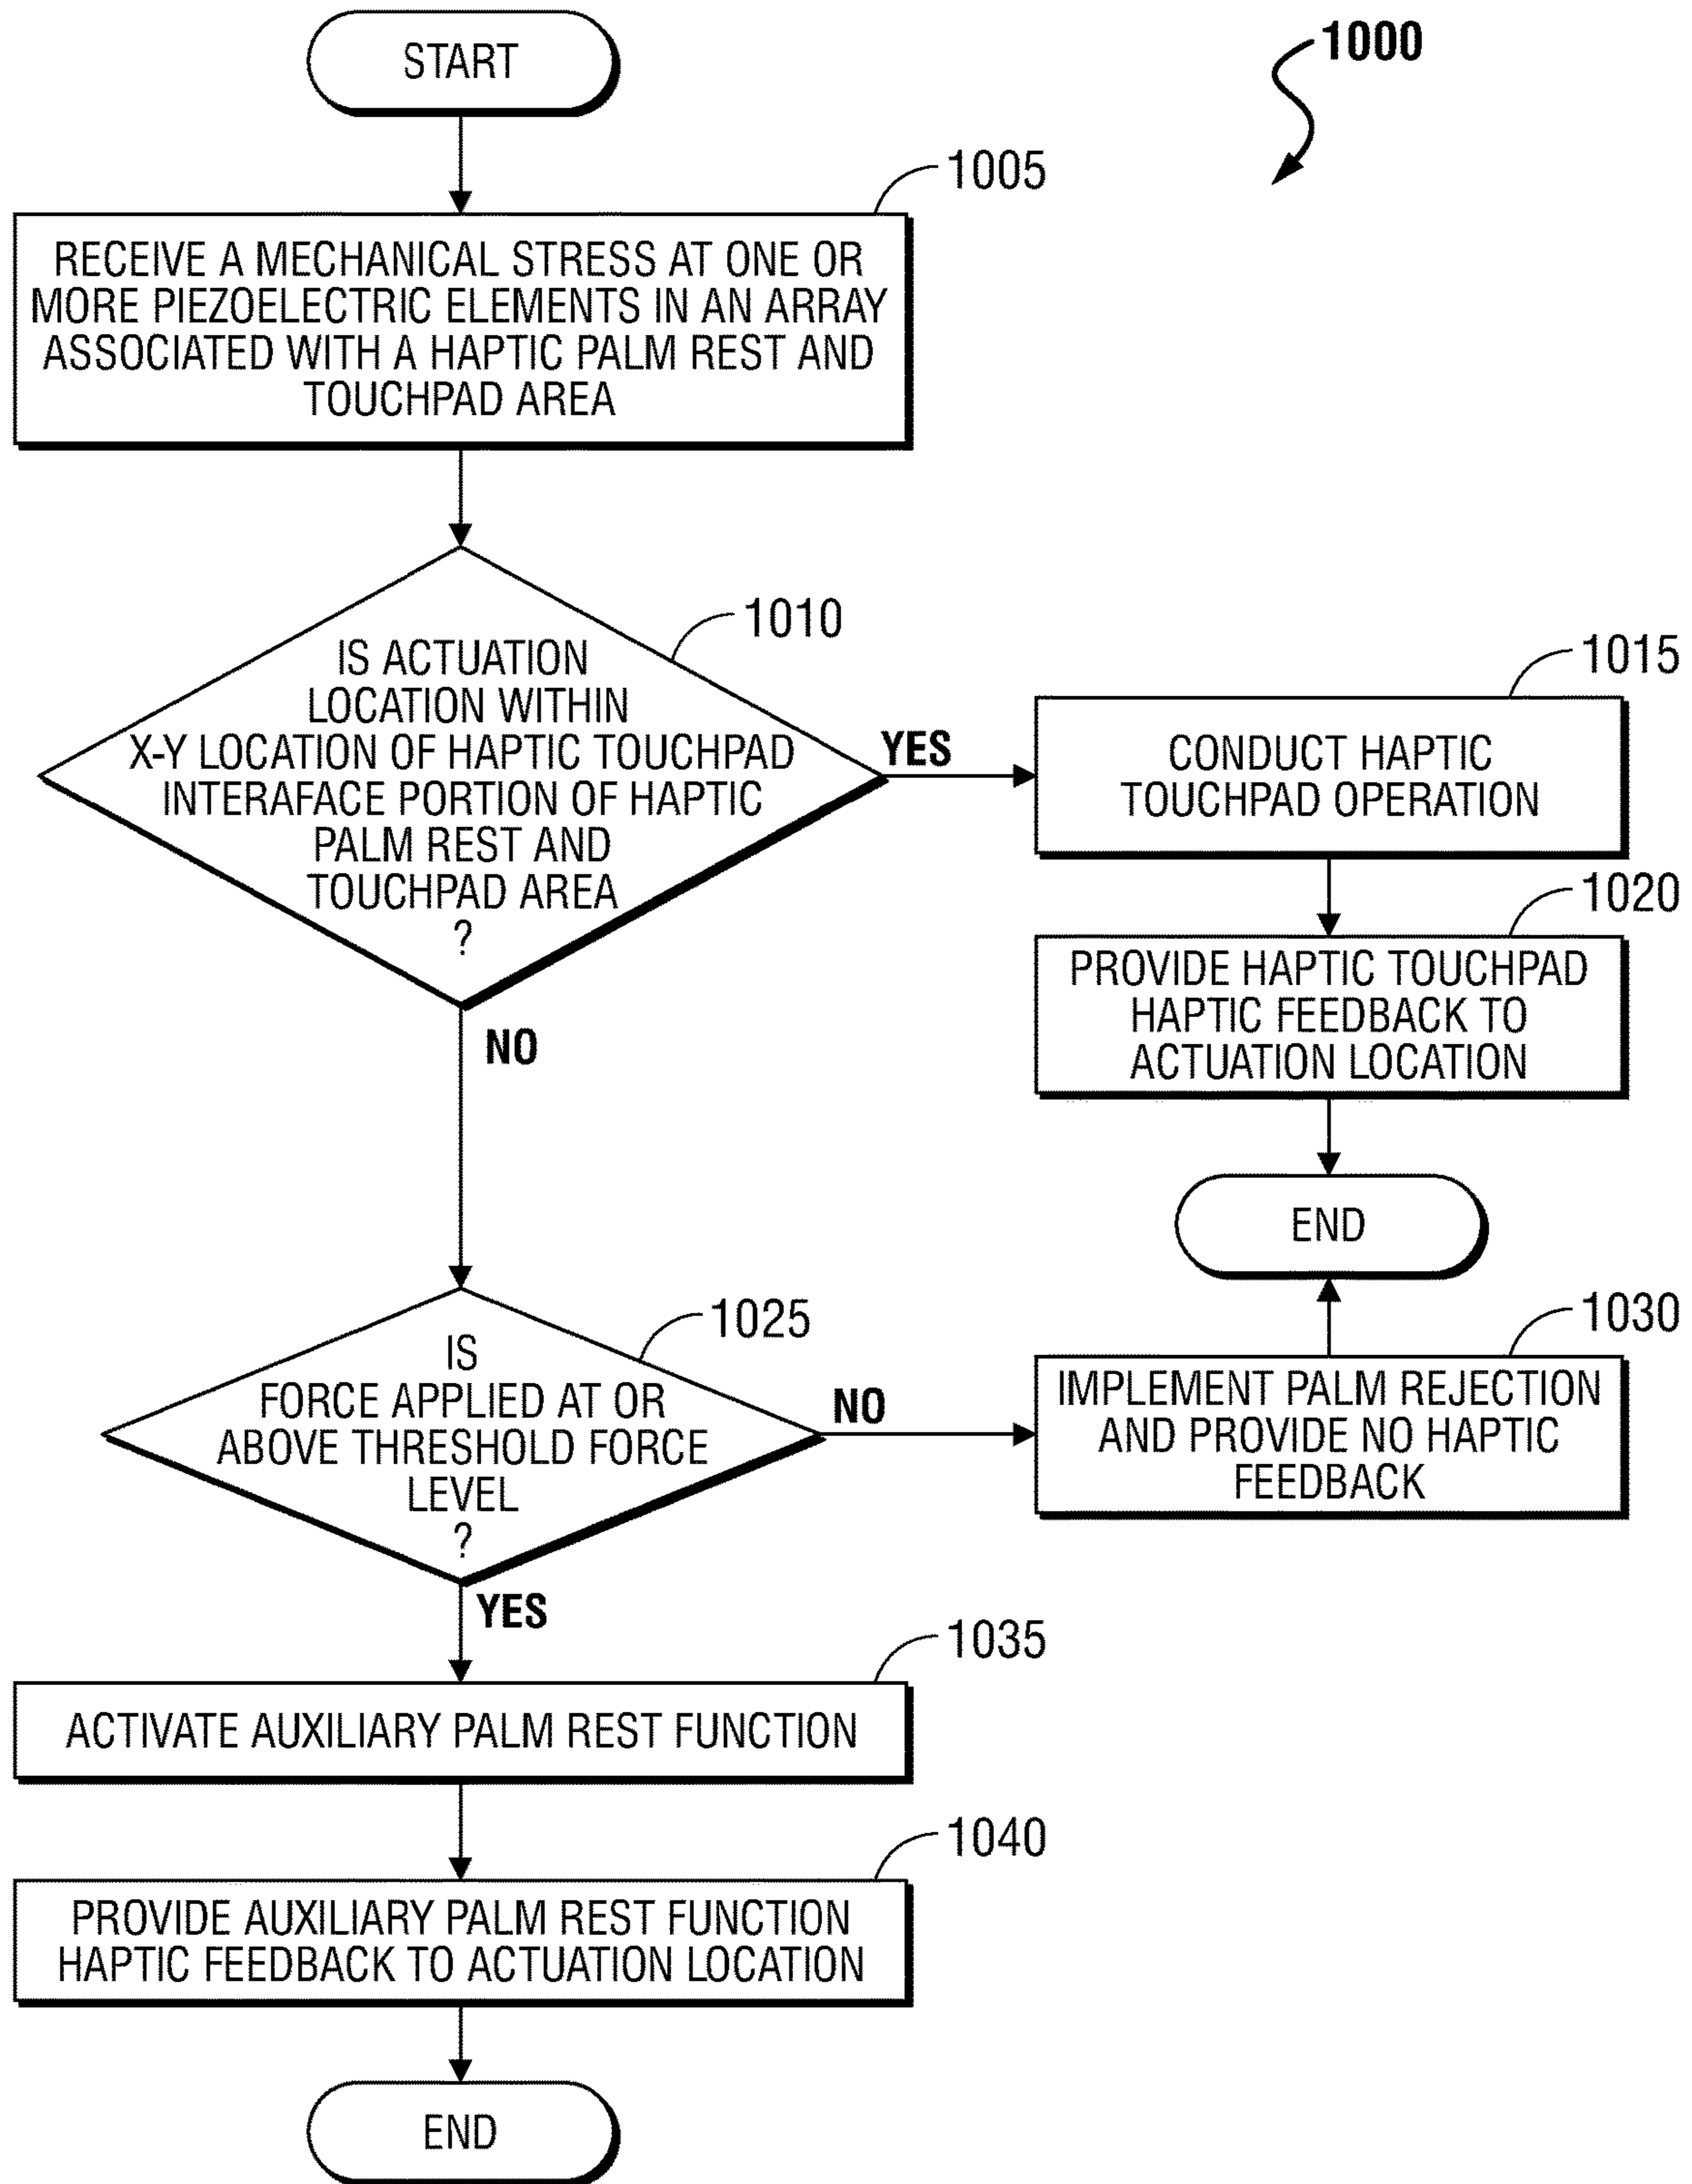 START
1000
1005
RECEIVE A MECHANICAL STRESS AT ONE OR
MORE PIEZOELECTRIC ELEMENTS IN AN ARRAY
ASSOCIATED WITH A HAPTIC PALM REST AND
TOUCHPAD AREA
1010
IS ACTUATION
LOCATION WITHIN
X-Y LOCATION OF HAPTIC TOUCHPAD
INTERAFACE PORTION OF HAPTIC
PALM REST AND
TOUCHPAD AREA
?
YES
NO
1015
CONDUCT HAPTIC
TOUCHPAD OPERATION
1020
PROVIDE HAPTIC TOUCHPAD
HAPTIC FEEDBACK TO
ACTUATION LOCATION
END
1025
IS
FORCE APPLIED AT OR
ABOVE THRESHOLD FORCE
LEVEL
?
NO
YES
1030
IMPLEMENT PALM REJECTION
AND PROVIDE NO HAPTIC
FEEDBACK
1035
ACTIVATE AUXILIARY PALM REST FUNCTION
1040
PROVIDE AUXILIARY PALM REST FUNCTION
HAPTIC FEEDBACK TO ACTUATION LOCATION
END